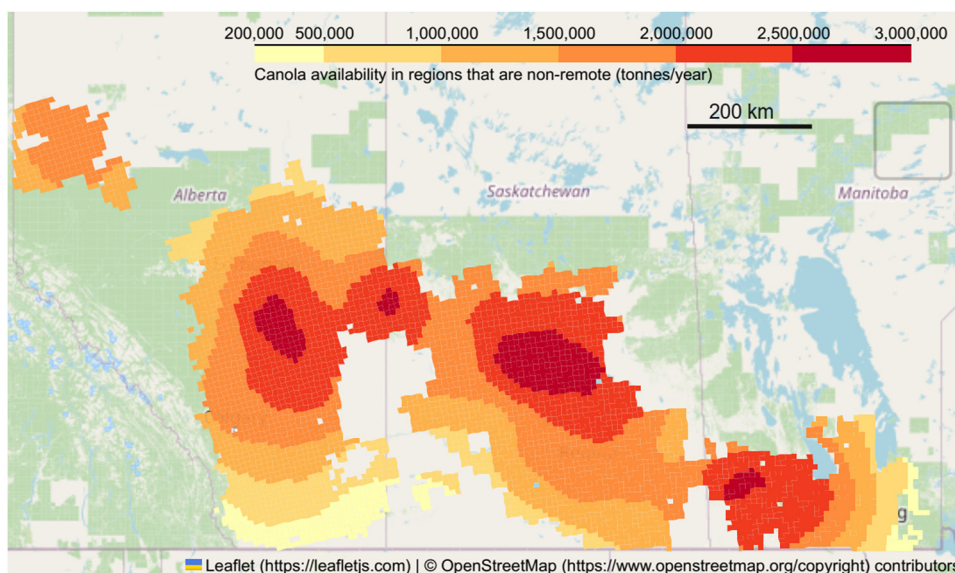 200,000 500,000 1,000,000 1,500,000 2,000,000 2,500,000 3,000,000
Canola availability in regions that are non-remote (tonnes/year)
200 km
Alberta
Saskatchewan
Manitoba
g
Leaflet (https://leafletjs.com) | © OpenStreetMap (https://www.openstreetmap.org/copyright) contributors